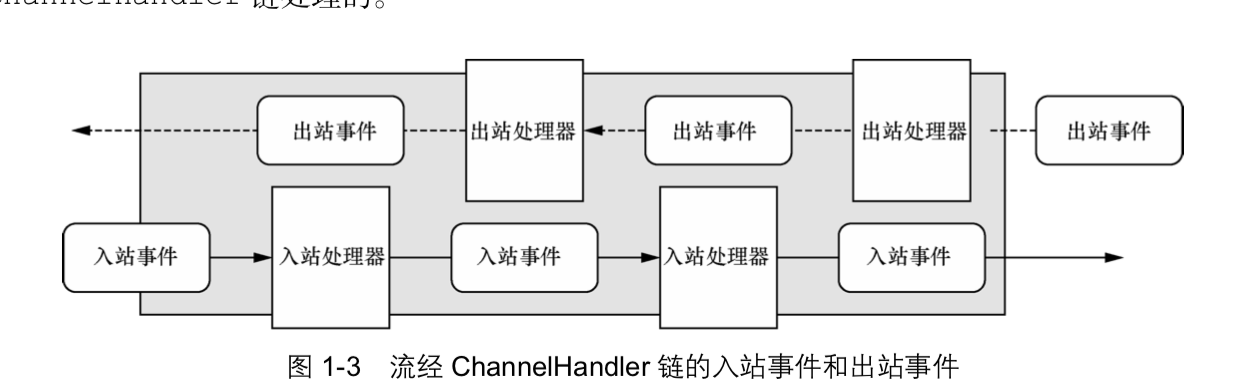 ChannelHandler 链处理的。
出站事件 出站处理器 出站事件 出站处理器 出站事件
入站事件 入站处理器 入站事件 入站处理器 入站事件
图 1-3 流经 ChannelHandler 链的入站事件和出站事件